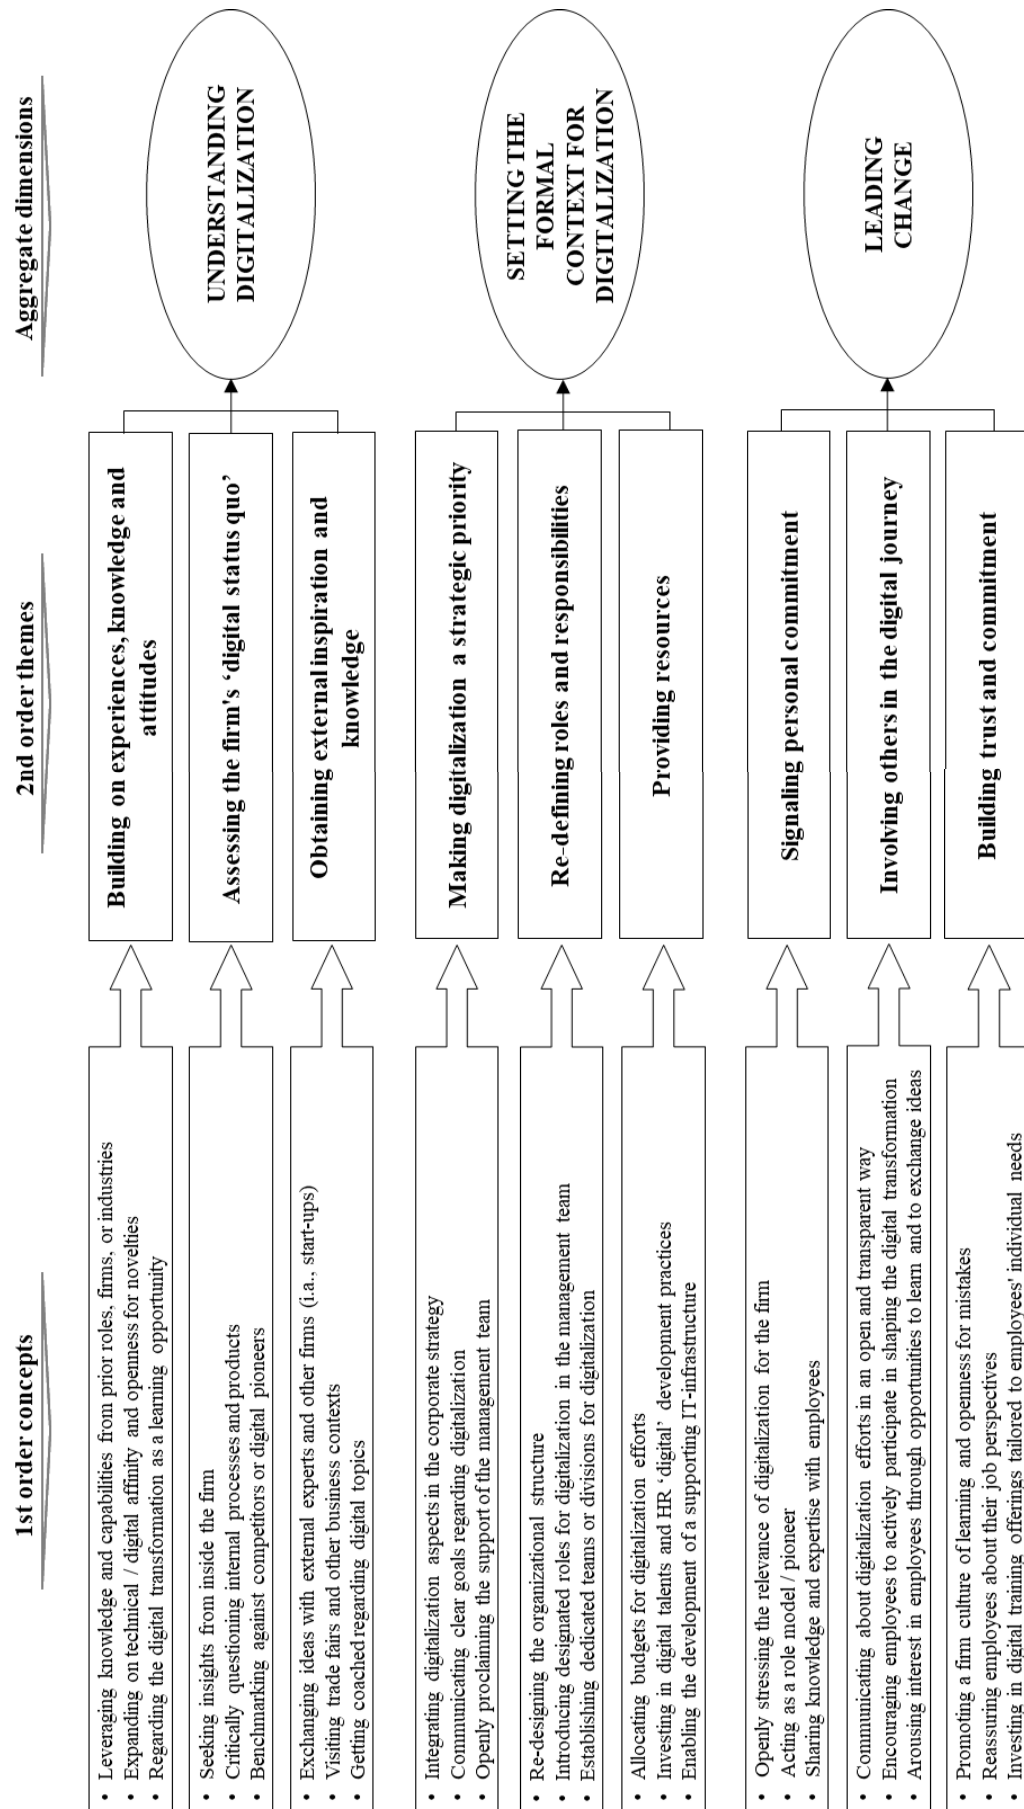 1st order concepts
2nd order themes
Aggregate dimensions
• Leveraging knowledge and capabilities from prior roles, firms, or industries
• Expanding on technical / digital affinity and openness for novelties
• Regarding the digital transformation as a learning opportunity
Building on experiences, knowledge and
attitudes
• Seeking insights from inside the firm
• Critically questioning internal processes and products
• Benchmarking against competitors or digital pioneers
Assessing the firm's ‘digital status quo’
• Exchanging ideas with external experts and other firms (i.a., start-ups)
• Visiting trade fairs and other business contexts
• Getting coached regarding digital topics
Obtaining external inspiration and
knowledge
UNDERSTANDING
DIGITALIZATION
• Integrating digitalization aspects in the corporate strategy
• Communicating clear goals regarding digitalization
• Openly proclaiming the support of the management team
Making digitalization a strategic priority
• Re-designing the organizational structure
• Introducing designated roles for digitalization in the management team
• Establishing dedicated teams or divisions for digitalization
Re-defining roles and responsibilities
• Allocating budgets for digitalization efforts
• Investing in digital talents and HR ‘digital’ development practices
• Enabling the development of a supporting IT-infrastructure
Providing resources
SETTING THE
FORMAL
CONTEXT FOR
DIGITALIZATION
• Openly stressing the relevance of digitalization for the firm
• Acting as a role model / pioneer
• Sharing knowledge and expertise with employees
Signaling personal commitment
• Communicating about digitalization efforts in an open and transparent way
• Encouraging employees to actively participate in shaping the digital transformation
• Arousing interest in employees through opportunities to learn and to exchange ideas
Involving others in the digital journey
• Promoting a firm culture of learning and openness for mistakes
• Reassuring employees about their job perspectives
• Investing in digital training offerings tailored to employees' individual needs
Building trust and commitment
LEADING
CHANGE